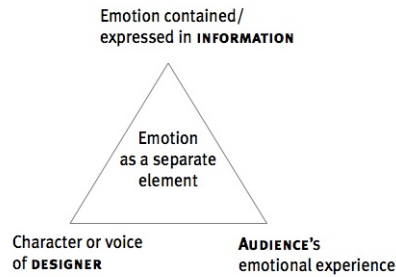 Emotion contained/
expressed in INFORMATION
Emotion
as a separate
element
Character or voice
of DESIGNER
AUDIENCE'S
emotional experience